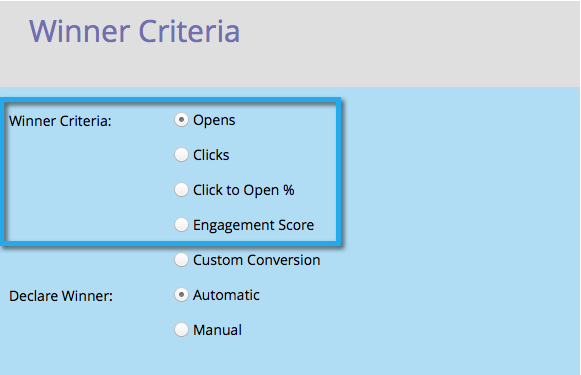 Winner Criteria
Winner Criteria: Opens
Clicks
Click to Open %
Engagement Score
Custom Conversion
Declare Winner: Automatic
Manual